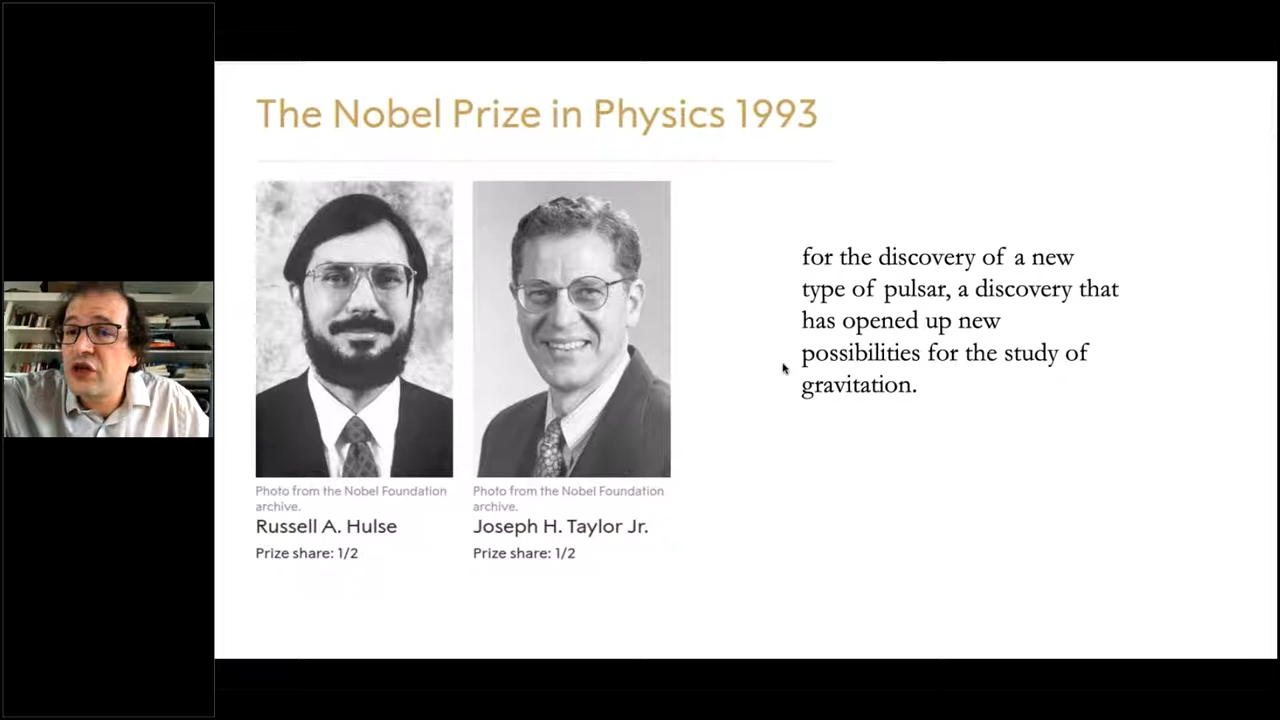 The Nobel Prize in Physics 1993
Photo from the Nobel Foundation
archive.
Russell A. Hulse
Prize share: 1/2
Photo from the Nobel Foundation
archive.
Joseph H. Taylor Jr.
Prize share: 1/2
for the discovery of a new
type of pulsar, a discovery that
has opened up new
possibilities for the study of
gravitation.